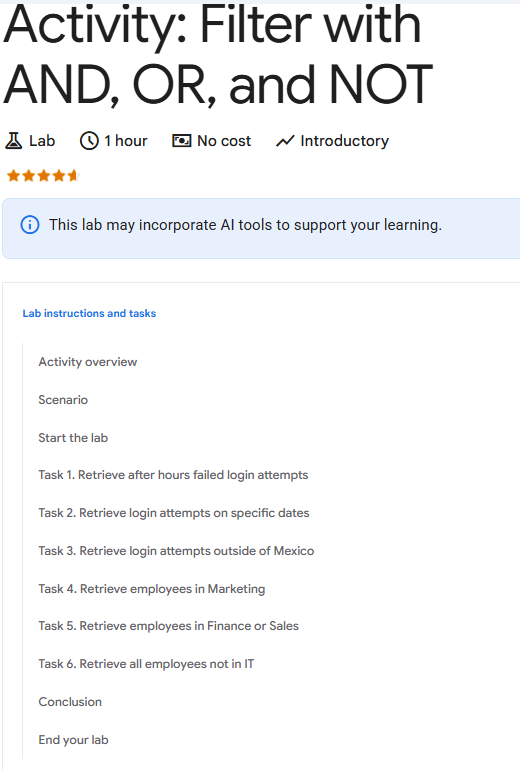 Activity: Filter with
AND, OR, and NOT
Lab 1 hour No cost Introductory
This lab may incorporate AI tools to support your learning.
Lab instructions and tasks
Activity overview
Scenario
Start the lab
Task 1. Retrieve after hours failed login attempts
Task 2. Retrieve login attempts on specific dates
Task 3. Retrieve login attempts outside of Mexico
Task 4. Retrieve employees in Marketing
Task 5. Retrieve employees in Finance or Sales
Task 6. Retrieve all employees not in IT
Conclusion
End your lab